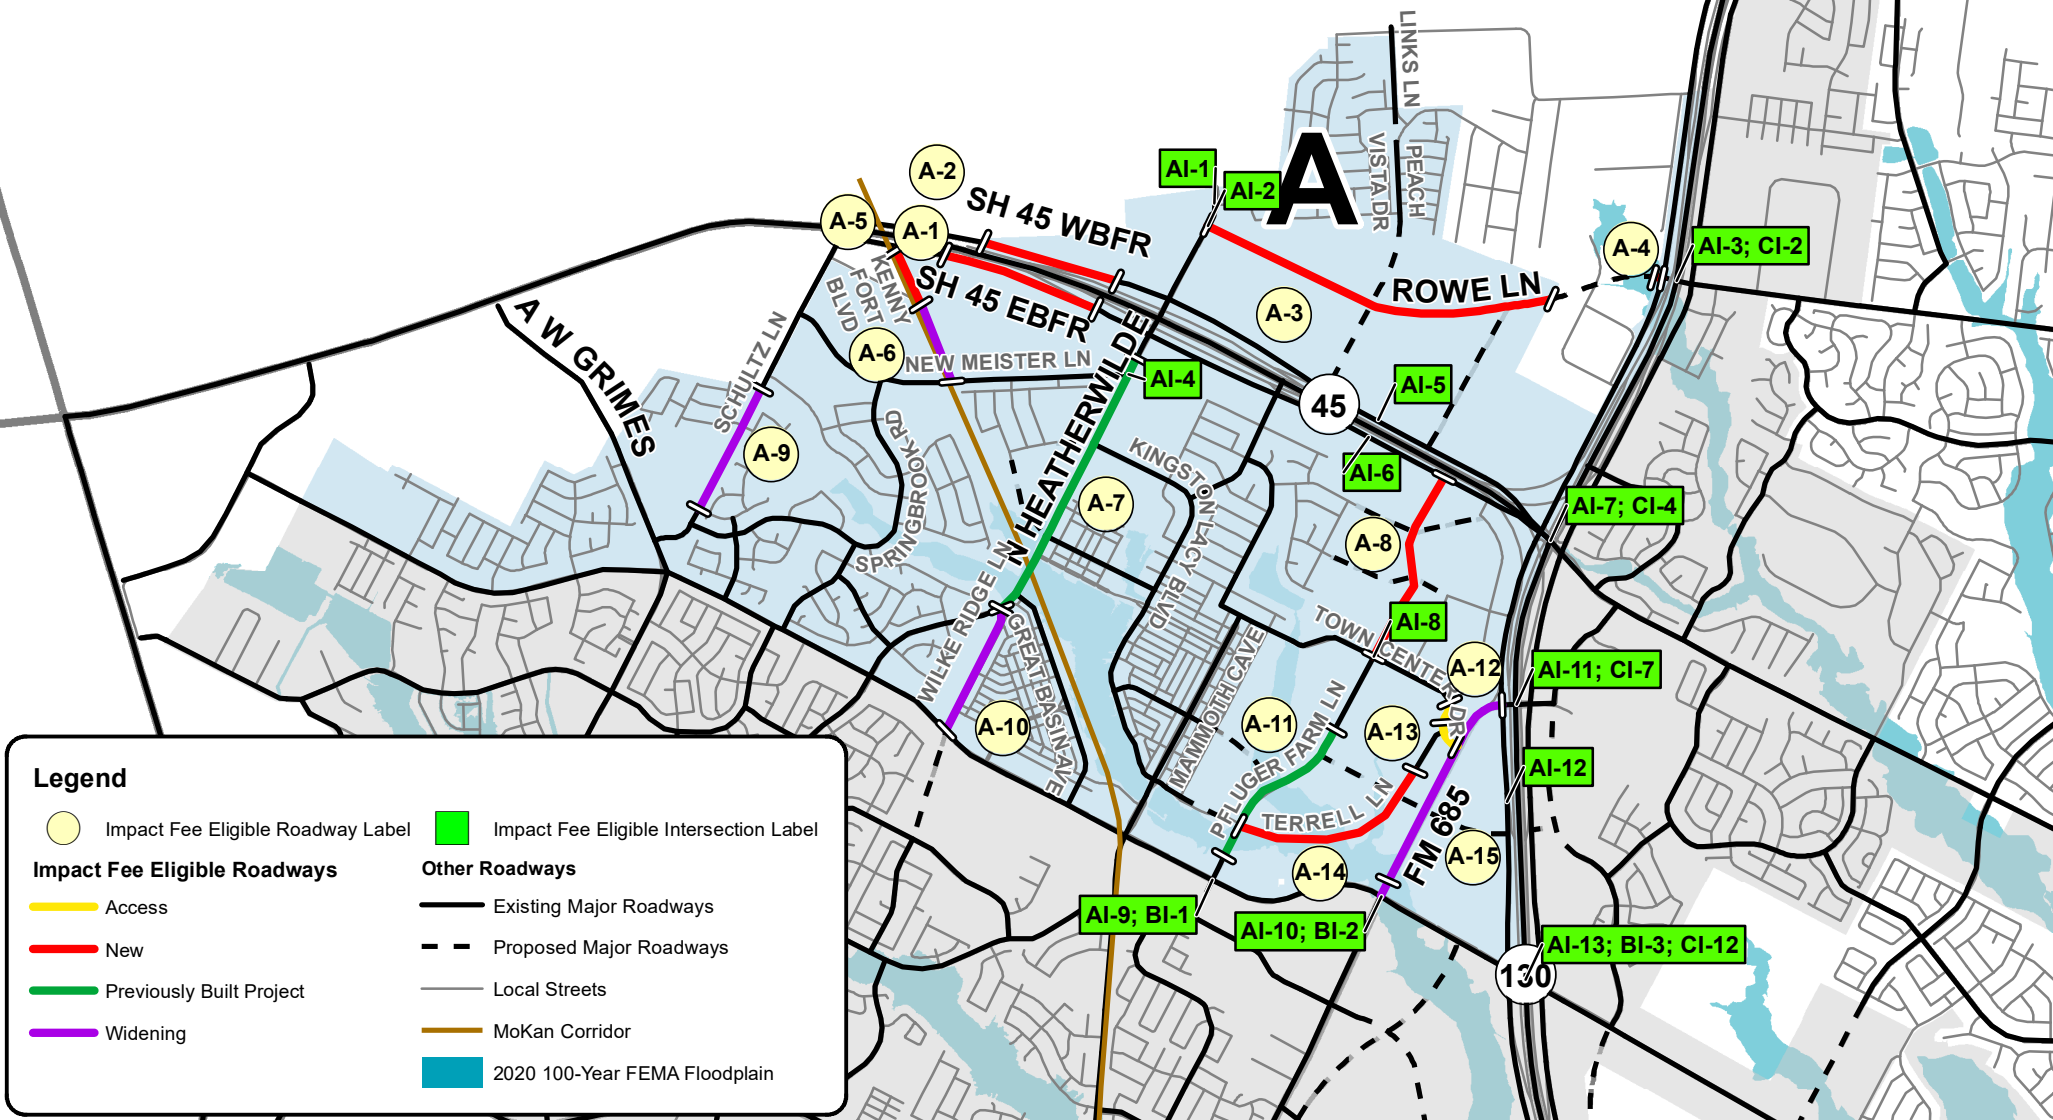 LINKS LN
A
VISTA DR
PEACH
AI-1
AI-2
A-2
A-5
A-1
SH 45 WBFR
A-4
AI-3; CI-2
ROWE LN
KENNY
FORT
BLVD
SH 45 EBFR
A-3
A W GRIMES
SCHULTZ LN
A-6
NEW MEISTER LN
N HEATHERWILDE
AI-4
45
AI-5
AI-6
A-9
SPRINGBROOK RD
KINGSTON LACY BLVD
A-7
A-8
AI-7; CI-4
WILKE RIDGE LN
GREAT BASIN AVE
A-10
MAMMOTH CAVE
TOWN CENTER DR
AI-8
A-12
AI-11; CI-7
A-11
A-13
PFLUGER FARM LN
TERRELL LN
AI-12
FM 685
A-15
A-14
AI-9; BI-1
AI-10; BI-2
AI-13; BI-3; CI-12
130
Legend
Impact Fee Eligible Roadway Label
Impact Fee Eligible Intersection Label
Impact Fee Eligible Roadways
Access
New
Previously Built Project
Widening
Other Roadways
Existing Major Roadways
Proposed Major Roadways
Local Streets
MoKan Corridor
2020 100-Year FEMA Floodplain